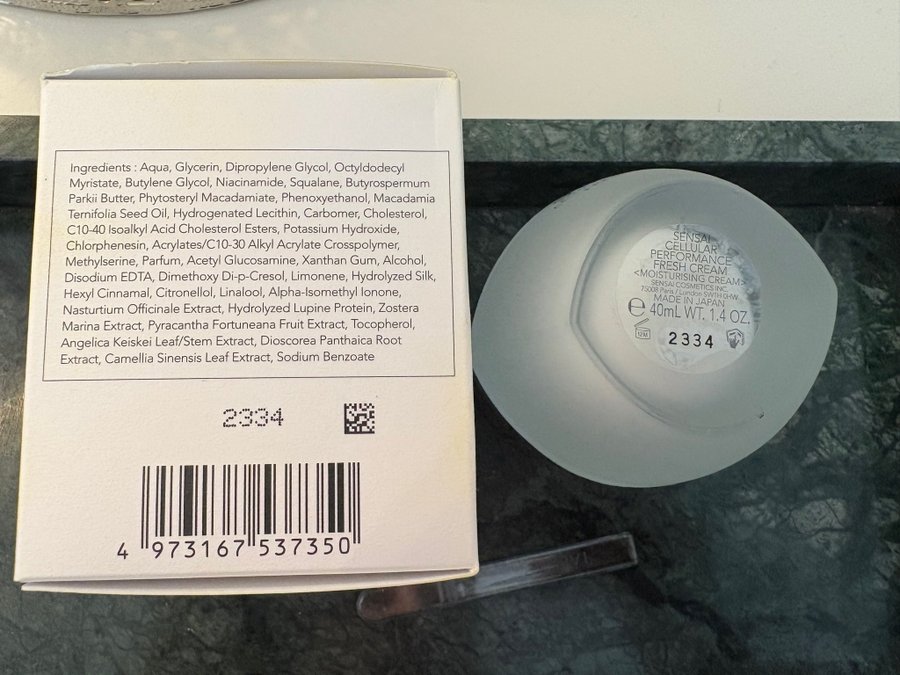 Ingredients : Aqua, Glycerin, Dipropylene Glycol, Octyldodecyl
Myristate, Butylene Glycol, Niacinamide, Squalane, Butyrospermum
Parkii Butter, Phytosteryl Macadamiate, Phenoxyethanol, Macadamia
Ternifolia Seed Oil, Hydrogenated Lecithin, Carbomer, Cholesterol,
C10-40 Isoalkyl Acid Cholesterol Esters, Potassium Hydroxide,
Chlorphenesin, Acrylates/C10-30 Alkyl Acrylate Crosspolymer,
Methylserine, Parfum, Acetyl Glucosamine, Xanthan Gum, Alcohol,
Disodium EDTA, Dimethoxy Di-p-Cresol, Limonene, Hydrolyzed Silk,
Hexyl Cinnamal, Citronellol, Linalool, Alpha-Isomethyl Ionone,
Nasturtium Officinale Extract, Hydrolyzed Lupine Protein, Zostera
Marina Extract, Pyracantha Fortuneana Fruit Extract, Tocopherol,
Angelica Keiskei Leaf/Stem Extract, Dioscorea Panthaica Root
Extract, Camellia Sinensis Leaf Extract, Sodium Benzoate
2334
4 973167 537350
SENSAI
CELLULAR
PERFORMANCE
FRESH CREAM
<MOISTURISING CREAM>
SENSAI COSMETICS INC.
75008 Paris / London SW1H 0HW
MADE IN JAPAN
℮ 40mL WT. 1.4 OZ.
12M
2334